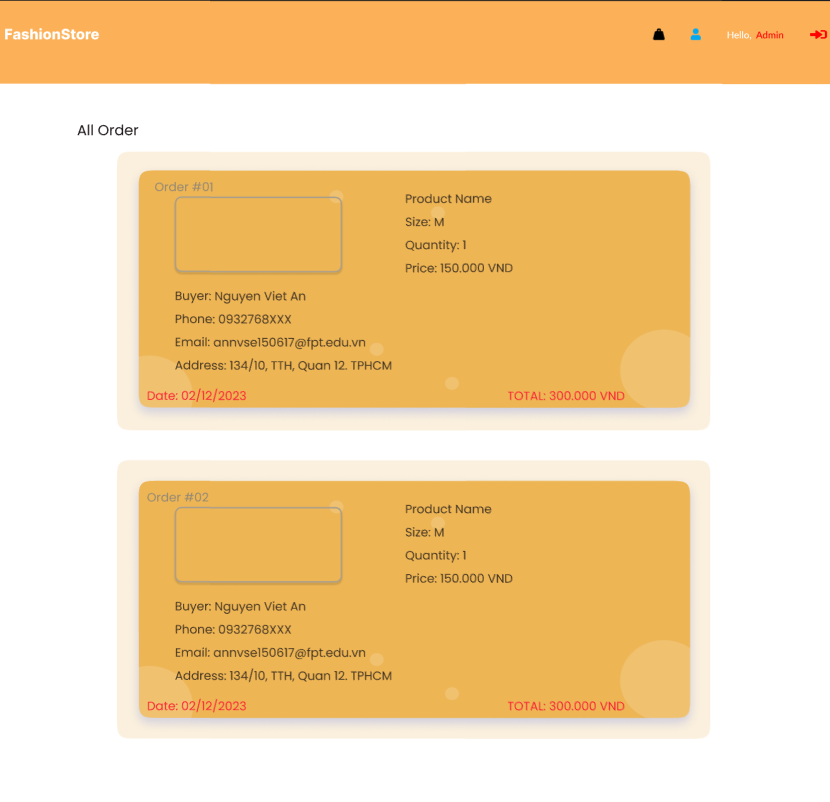 FashionStore
Hello, Admin
All Order
Order #01
Product Name
Size: M
Quantity: 1
Price: 150.000 VND
Buyer: Nguyen Viet An
Phone: 0932768XXX
Email: annvse150617@fpt.edu.vn
Address: 134/10, TTH, Quan 12. TPHCM
Date: 02/12/2023
TOTAL: 300.000 VND
Order #02
Product Name
Size: M
Quantity: 1
Price: 150.000 VND
Buyer: Nguyen Viet An
Phone: 0932768XXX
Email: annvse150617@fpt.edu.vn
Address: 134/10, TTH, Quan 12. TPHCM
Date: 02/12/2023
TOTAL: 300.000 VND